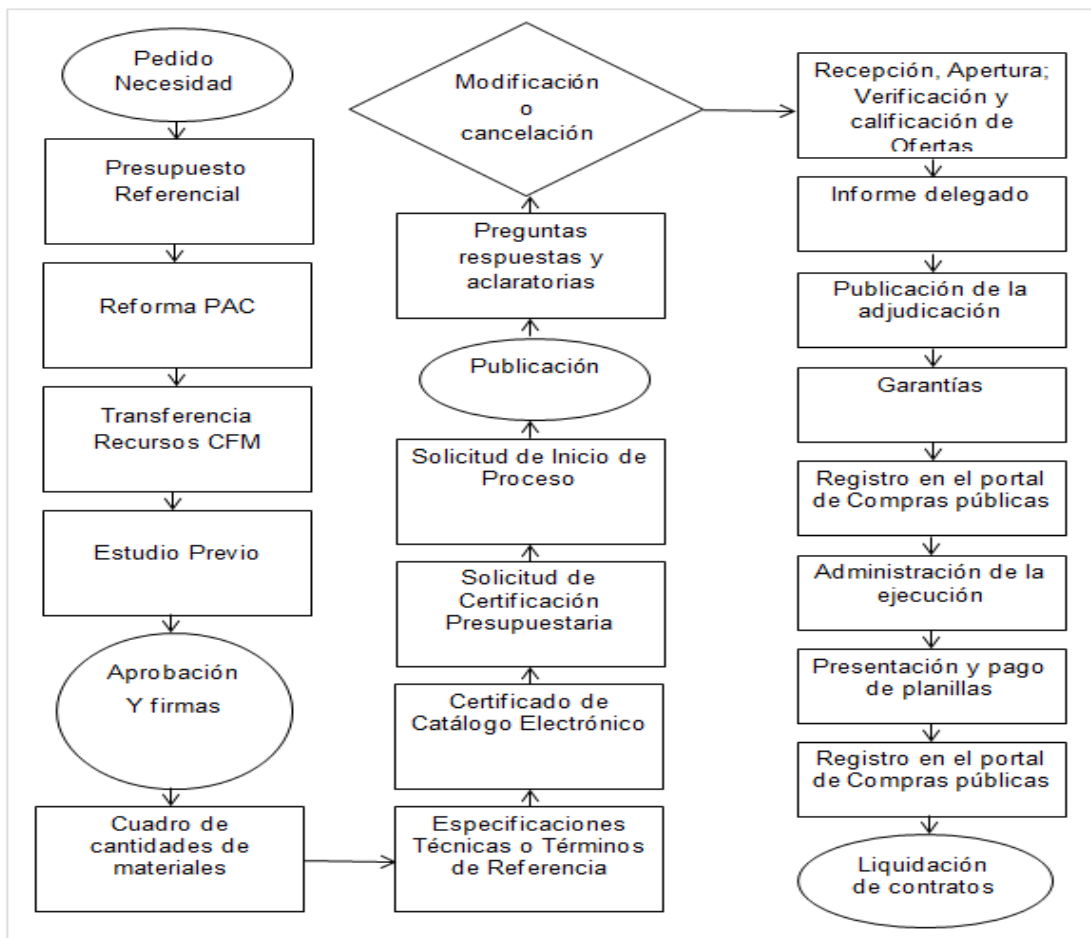 Pedido
Necesidad
Presupuesto
Referencial
Reforma PAC
Transferencia
Recursos CFM
Estudio Previo
Aprobación
Y firmas
Cuadro de
cantidades de
materiales
Especificaciones
Técnicas o Términos
de Referencia
Certificado de
Catálogo Electrónico
Solicitud de
Certificación
Presupuestaria
Solicitud de Inicio de
Proceso
Publicación
Preguntas
respuestas y
aclaratorias
Modificación
o
cancelación
Recepción, Apertura;
Verificación y
calificación de
Ofertas
Informe delegado
Publicación de la
adjudicación
Garantías
Registro en el portal
de Compras públicas
Administración de la
ejecución
Presentación y pago
de planillas
Registro en el portal
de Compras públicas
Liquidación
de contratos